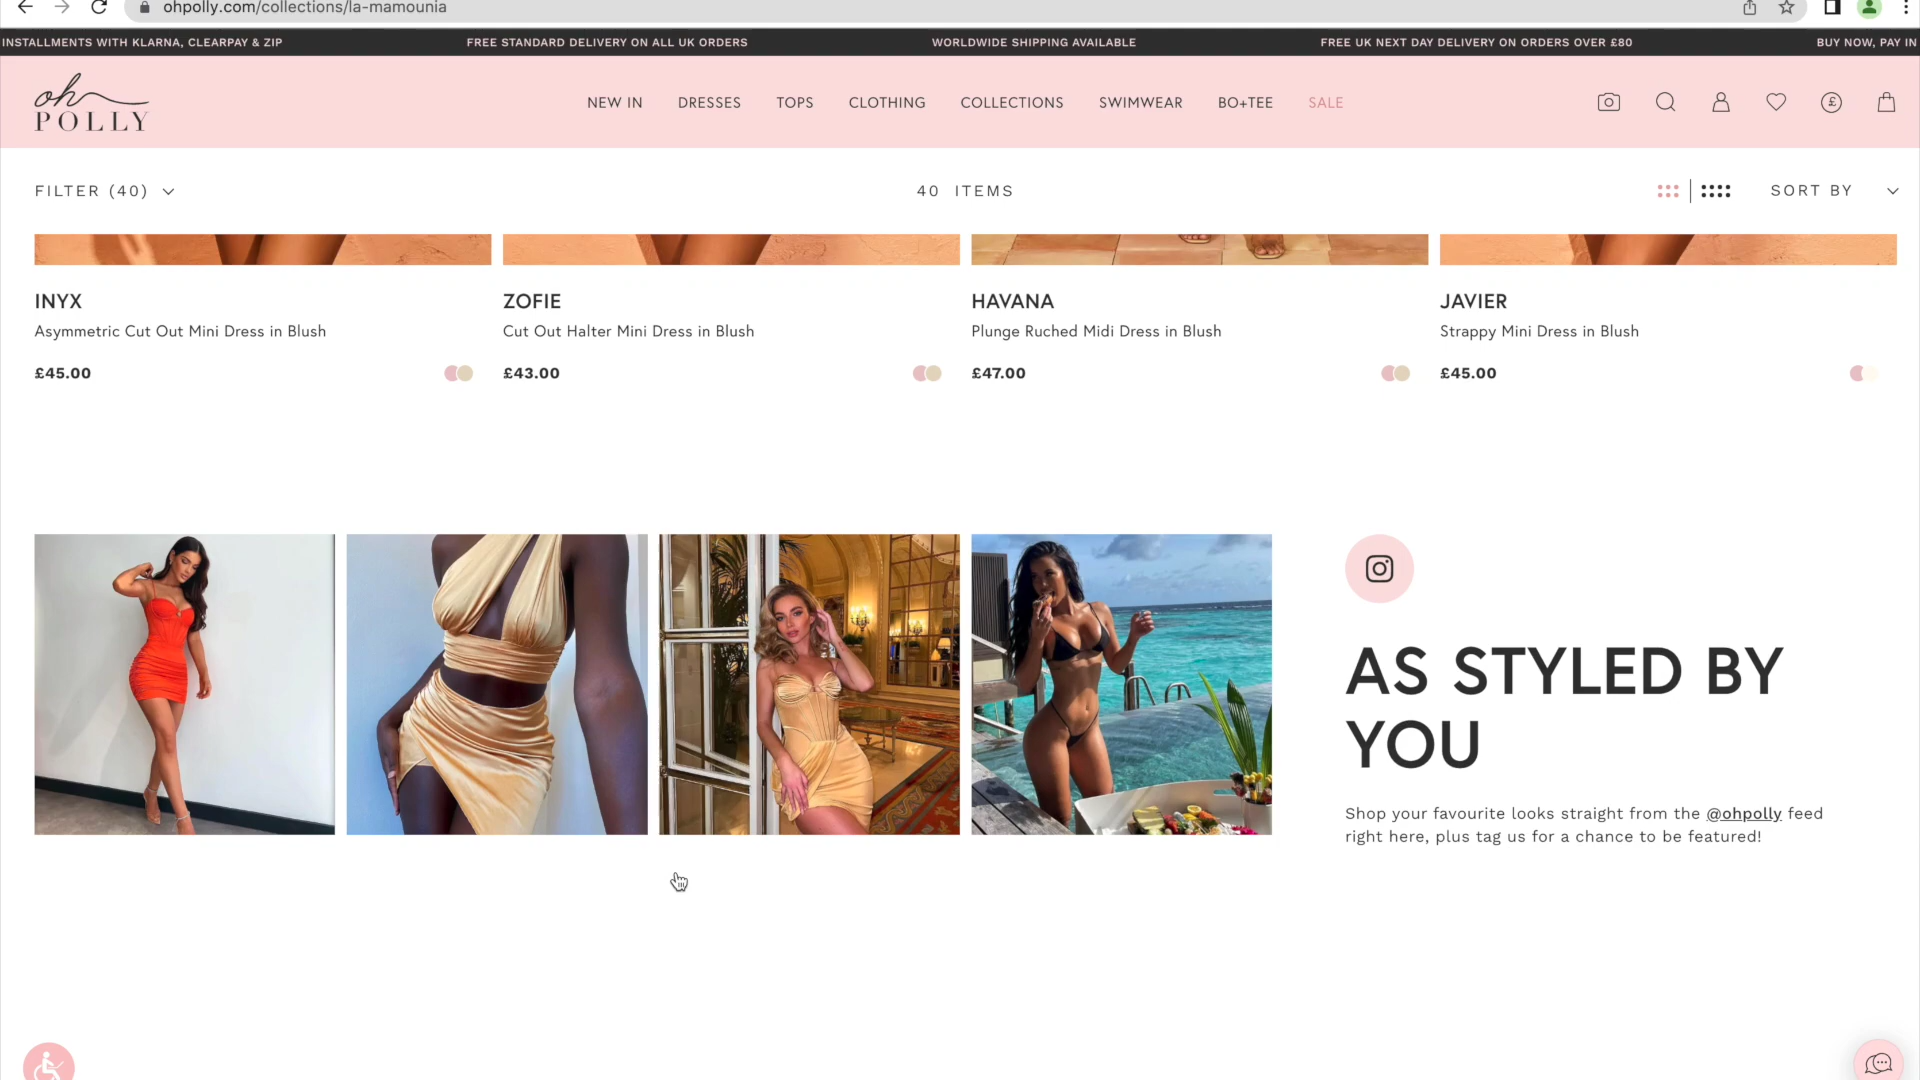 ohpolly.com/collections/la-mamounia
INSTALLMENTS WITH KLARNA, CLEARPAY & ZIP
FREE STANDARD DELIVERY ON ALL UK ORDERS
WORLDWIDE SHIPPING AVAILABLE
FREE UK NEXT DAY DELIVERY ON ORDERS OVER £80
BUY NOW, PAY IN
oh
POLLY
NEW IN
DRESSES
TOPS
CLOTHING
COLLECTIONS
SWIMWEAR
BO+TEE
SALE
£
FILTER (40)
40 ITEMS
SORT BY
INYX
Asymmetric Cut Out Mini Dress in Blush
£45.00
ZOFIE
Cut Out Halter Mini Dress in Blush
£43.00
HAVANA
Plunge Ruched Midi Dress in Blush
£47.00
JAVIER
Strappy Mini Dress in Blush
£45.00
AS STYLED BY
YOU
Shop your favourite looks straight from the @ohpolly feed
right here, plus tag us for a chance to be featured!